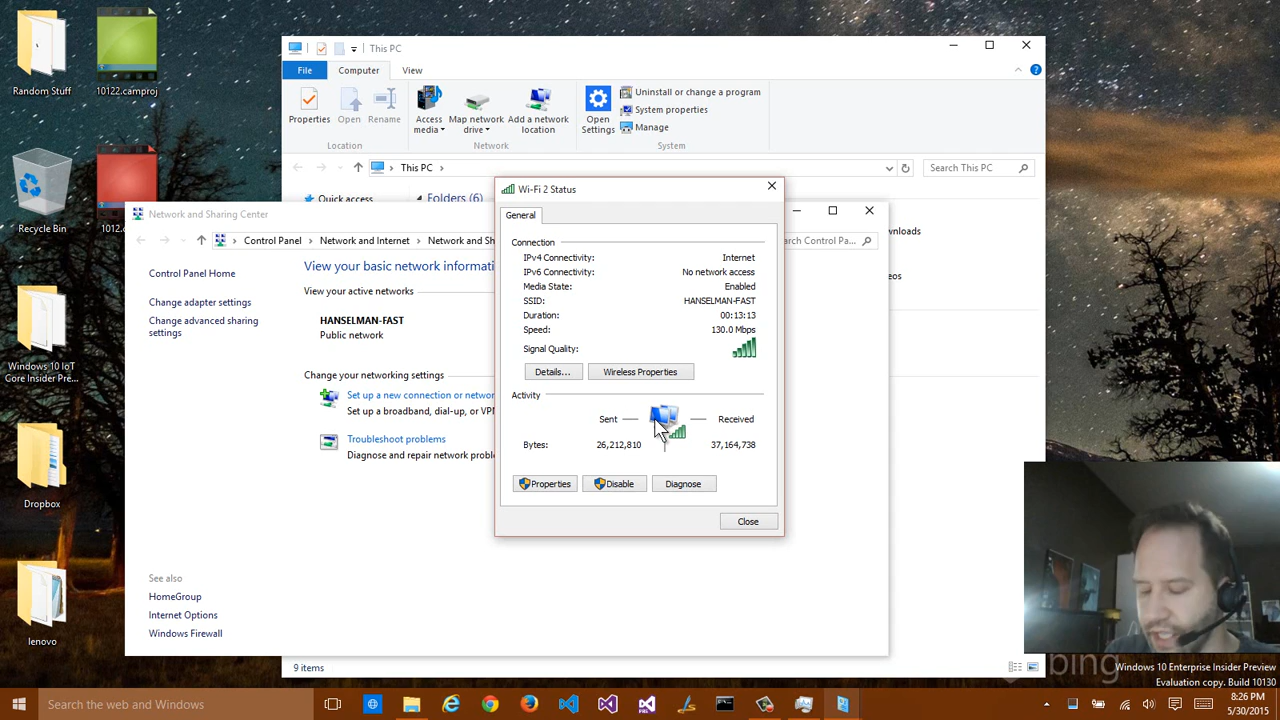 Random Stuff
10122.camproj
Recycle Bin
1012.c
Windows 10 IoT
Core Insider Pre...
Dropbox
lenovo
This PC
File
Computer
View
Properties
Open
Rename
Access
media
Map network
drive
Add a network
location
Open
Settings
Uninstall or change a program
System properties
Manage
Location
Network
System
This PC
Search This PC
Quick access
Folders (6)
9 items
Network and Sharing Center
Control Panel
Network and Internet
Network and Sh
Control Pa...
Control Panel Home
Change adapter settings
Change advanced sharing
settings
See also
HomeGroup
Internet Options
Windows Firewall
View your basic network informati
View your active networks
HANSELMAN-FAST
Public network
Change your networking settings
Set up a new connection or networ
Set up a broadband, dial-up, or VP
Troubleshoot problems
Diagnose and repair network proble
Wi-Fi 2 Status
General
Connection
IPv4 Connectivity: Internet
IPv6 Connectivity: No network access
Media State: Enabled
SSID: HANSELMAN-FAST
Duration: 00:13:13
Speed: 130.0 Mbps
Signal Quality:
Details...
Wireless Properties
Activity
Sent
Received
Bytes: 26,212,810 37,164,738
Properties
Disable
Diagnose
Close
bing
Windows 10 Enterprise Insider Preview
Evaluation copy. Build 10130
Search the web and Windows
8:26 PM
5/30/2015